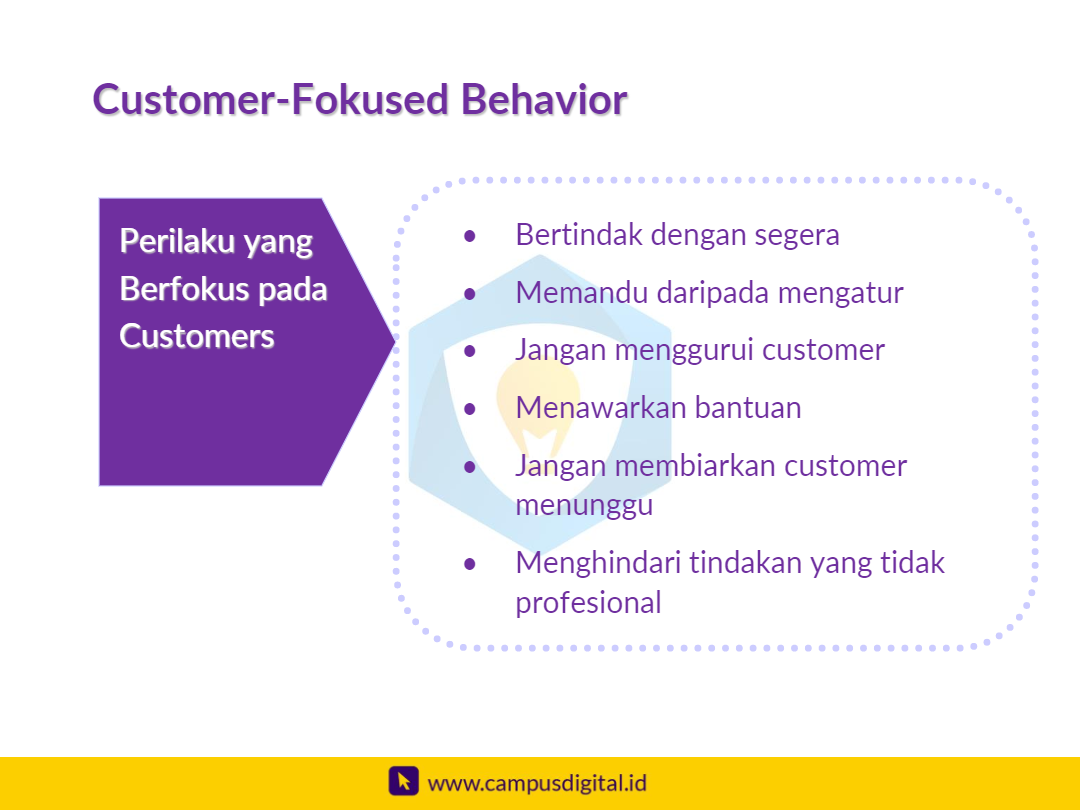 Customer-Fokused Behavior
Perilaku yang
Berfokus pada
Customers
• Bertindak dengan segera
• Memandu daripada mengatur
• Jangan menggurui customer
• Menawarkan bantuan
• Jangan membiarkan customer
menunggu
• Menghindari tindakan yang tidak
profesional
www.campusdigital.id